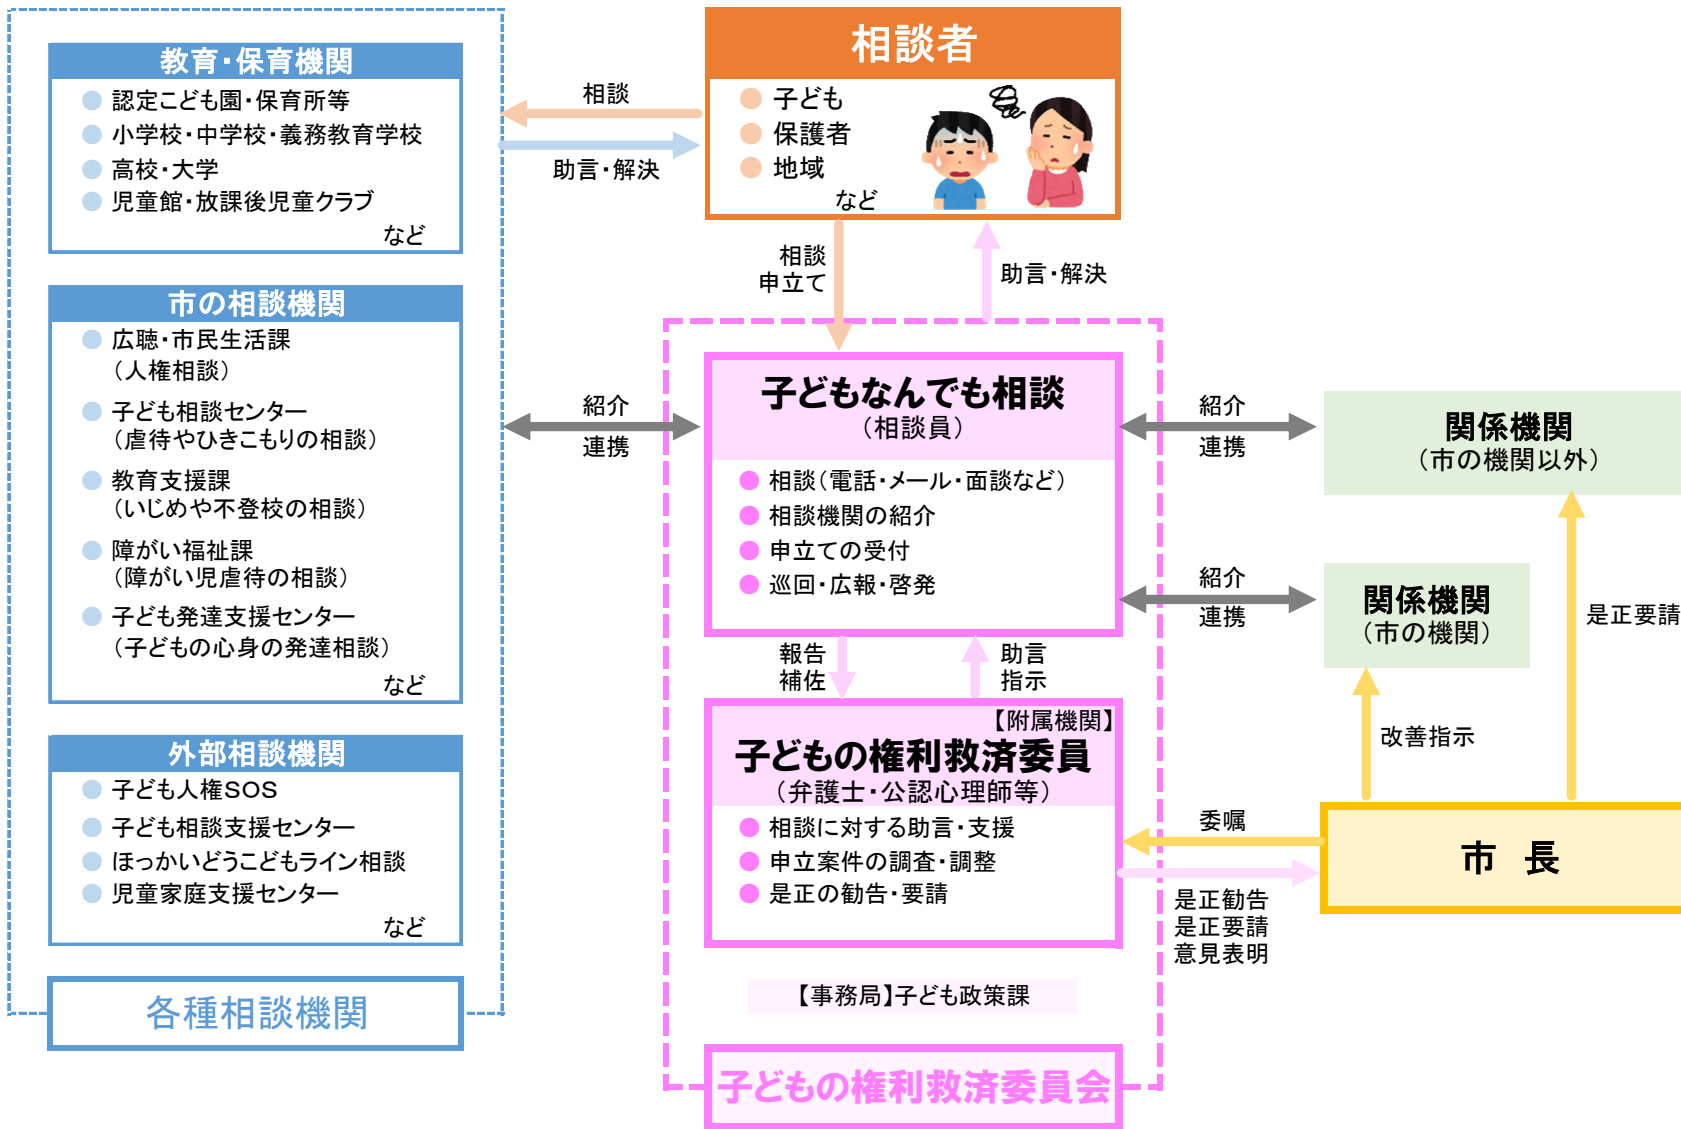 教育・保育機関
認定こども園・保育所等
小学校・中学校・義務教育学校
高校・大学
児童館・放課後児童クラブ
など
市の相談機関
広聴・市民生活課
（人権相談）
子ども相談センター
（虐待やひきこもりの相談）
教育支援課
（いじめや不登校の相談）
障がい福祉課
（障がい児虐待の相談）
子ども発達支援センター
（子どもの心身の発達相談）
など
外部相談機関
子ども人権SOS
子ども相談支援センター
ほっかいどうこどもライン相談
児童家庭支援センター
など
各種相談機関
相談
助言・解決
相談者
子ども
保護者
地域
など
相談
申立て
助言・解決
紹介
連携
子どもなんでも相談
（相談員）
相談（電話・メール・面談など）
相談機関の紹介
申立ての受付
巡回・広報・啓発
報告
補佐
助言
指示
【附属機関】
子どもの権利救済委員
（弁護士・公認心理師等）
相談に対する助言・支援
申立案件の調査・調整
是正の勧告・要請
【事務局】子ども政策課
子どもの権利救済委員会
紹介
連携
関係機関
（市の機関以外）
紹介
連携
関係機関
（市の機関）
是正要請
改善指示
委嘱
市　長
是正勧告
是正要請
意見表明